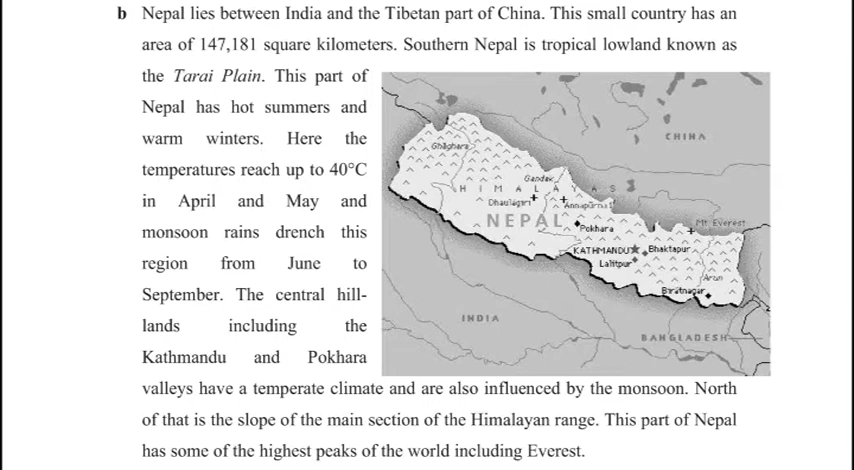 b Nepal lies between India and the Tibetan part of China. This small country has an
area of 147,181 square kilometers. Southern Nepal is tropical lowland known as
the Tarai Plain. This part of
Nepal has hot summers and
warm winters. Here the
temperatures reach up to 40°C
in April and May and
monsoon rains drench this
region from June to
September. The central hill-
lands including the
Kathmandu and Pokhara
valleys have a temperate climate and are also influenced by the monsoon. North
of that is the slope of the main section of the Himalayan range. This part of Nepal
has some of the highest peaks of the world including Everest.
CHINA
Ghaghara
Gandak
HIMALAYAS
Dhaulagiri
Annapurna
NEPAL
Pokhara
Mt Everest
KATHMANDU
Bhaktapur
Lalitpur
Arun
Biratnagar
INDIA
BANGLADESH